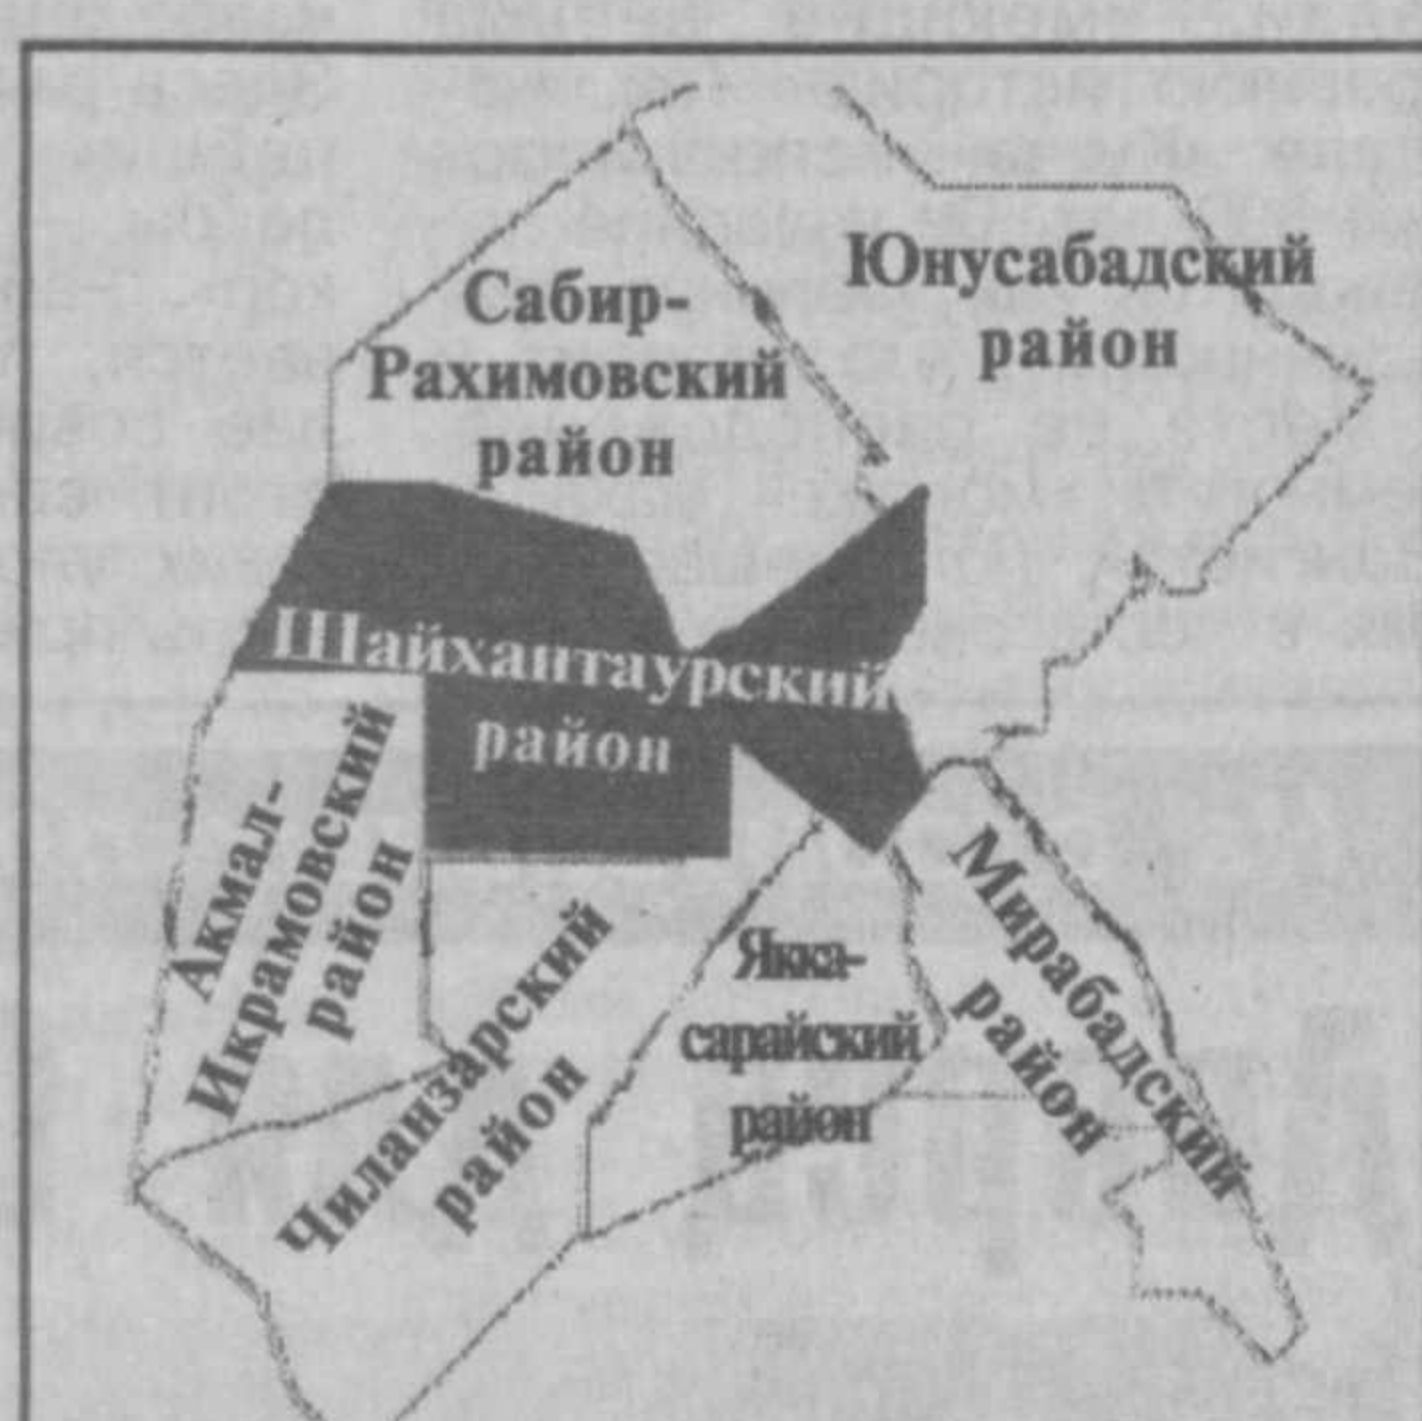 Юнусабадский
район
Сабир-
Рахимовский
район
Шайхантаурский
район
Акмал-
Икрамовский
район
Чиланзарский
район
Якка-
сарайский
район
Мирабадский
район